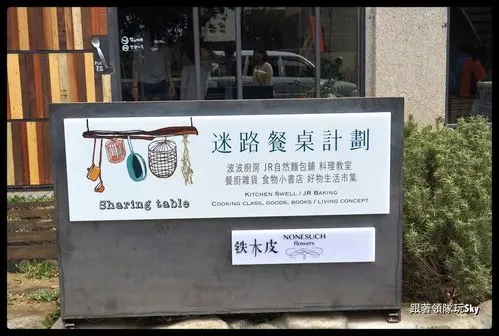 迷路餐桌計劃
波波廚房 JR自然麵包鋪 料理教室
餐廚雜貨 食物小書店 好物生活市集
KITCHEN SWELL / JR BAKING
COOKING CLASS, GOODS, BOOKS / LIVING CONCEPT
Sharing table
铁木皮
NONESUCH
flowers
跟著領隊玩Sky